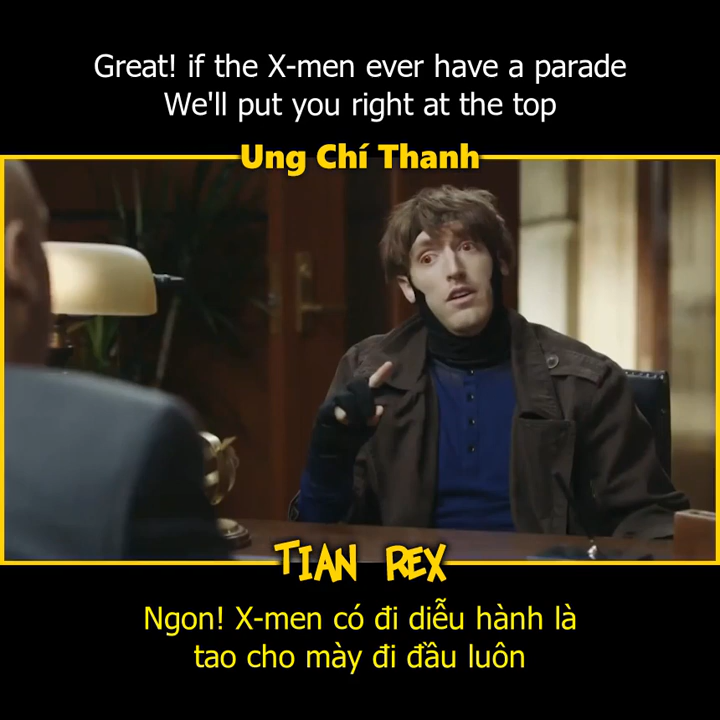 Great! if the X-men ever have a parade
We'll put you right at the top
Ung Chí Thanh
TIAN REX
Ngon! X-men có đi diễu hành là
tao cho mày đi đầu luôn